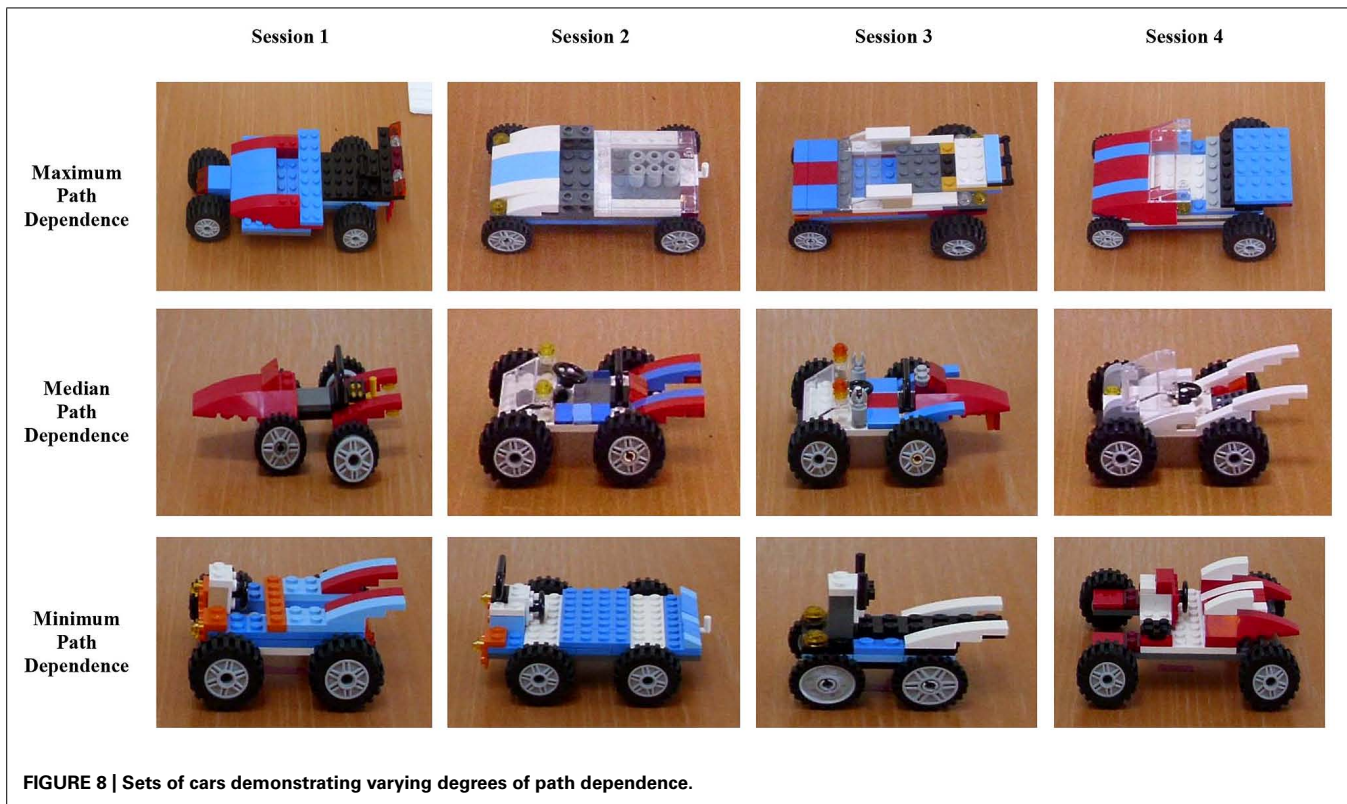 Session 1
Session 2
Session 3
Session 4
Maximum
Path
Dependence
Median
Path
Dependence
Minimum
Path
Dependence
FIGURE 8 | Sets of cars demonstrating varying degrees of path dependence.